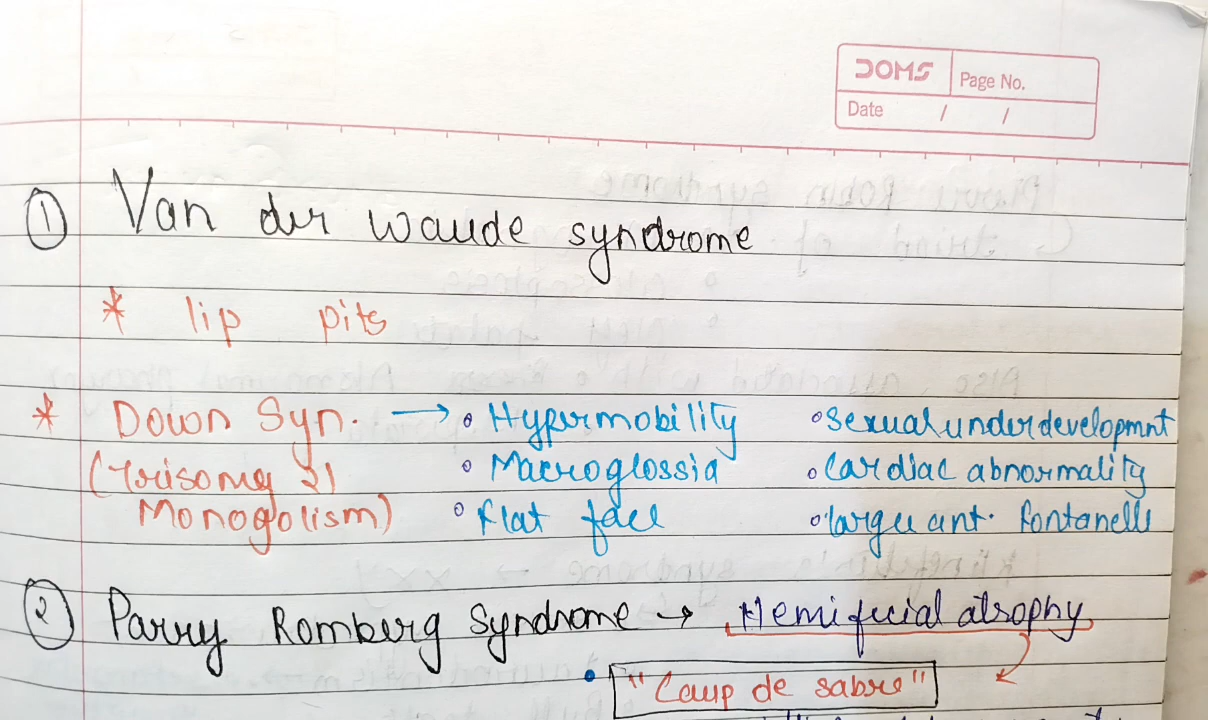 DOMS Page No.
Date / /
① Van der waude syndrome
* lip pits
* Down Syn. → • Hypermobility • sexual underdevelopmnt
(Trisomy 21 • Macroglossia • Cardiac abnormality
Monogolism) • flat face • large ant. fontanelle
② Parry Romberg Syndrome → Hemifacial atrophy
• "Coup de sabre"